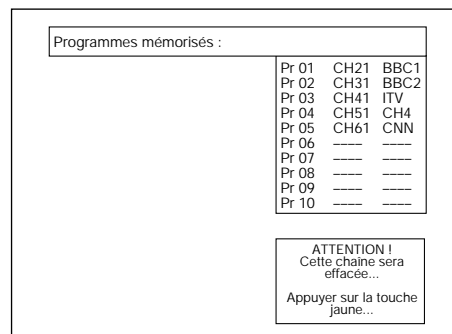 Programmes mémorisés :
Pr 01 CH21 BBC1
Pr 02 CH31 BBC2
Pr 03 CH41 ITV
Pr 04 CH51 CH4
Pr 05 CH61 CNN
Pr 06 ---- ----
Pr 07 ---- ----
Pr 08 ---- ----
Pr 09 ---- ----
Pr 10 ---- ----
ATTENTION !
Cette chaîne sera
effacée...
Appuyer sur la touche
jaune...